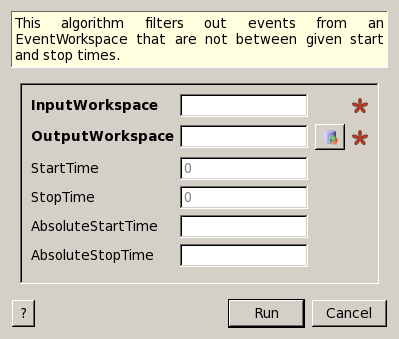 This algorithm filters out events from an
EventWorkspace that are not between given start
and stop times.
InputWorkspace
OutputWorkspace
StartTime 0
StopTime 0
AbsoluteStartTime
AbsoluteStopTime
? Run Cancel